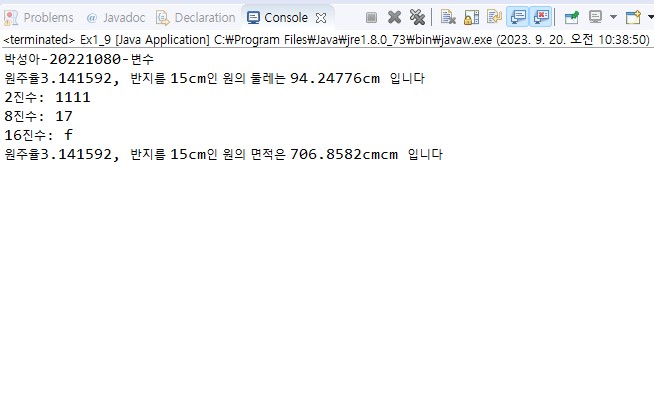 Problems @ Javadoc Declaration Console
<terminated> Ex1_9 [Java Application] C:₩Program Files₩Java₩jre1.8.0_73₩bin₩javaw.exe (2023. 9. 20. 오전 10:38:50)
박성아-20221080-변수
원주율3.141592, 반지름 15cm인 원의 둘레는 94.24776cm 입니다
2진수: 1111
8진수: 17
16진수: f
원주율3.141592, 반지름 15cm인 원의 면적은 706.8582cmcm 입니다